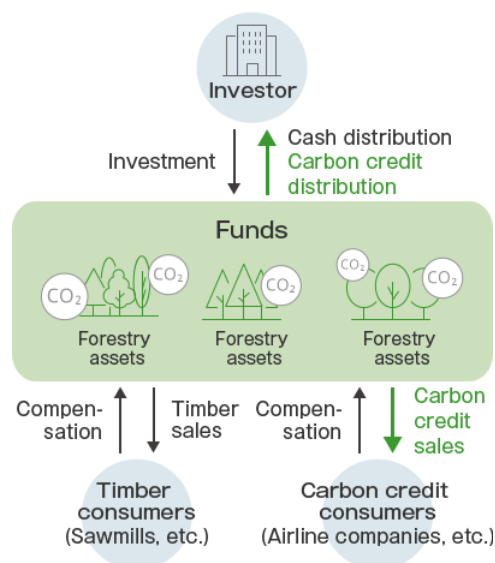 Investor
Investment
Cash distribution
Carbon credit
distribution
Funds
CO₂
CO₂
CO₂
CO₂
CO₂
Forestry
assets
Forestry
assets
Forestry
assets
Compen-
sation
Timber
sales
Compen-
sation
Carbon
credit
sales
Timber
consumers
(Sawmills, etc.)
Carbon credit
consumers
(Airline companies, etc.)